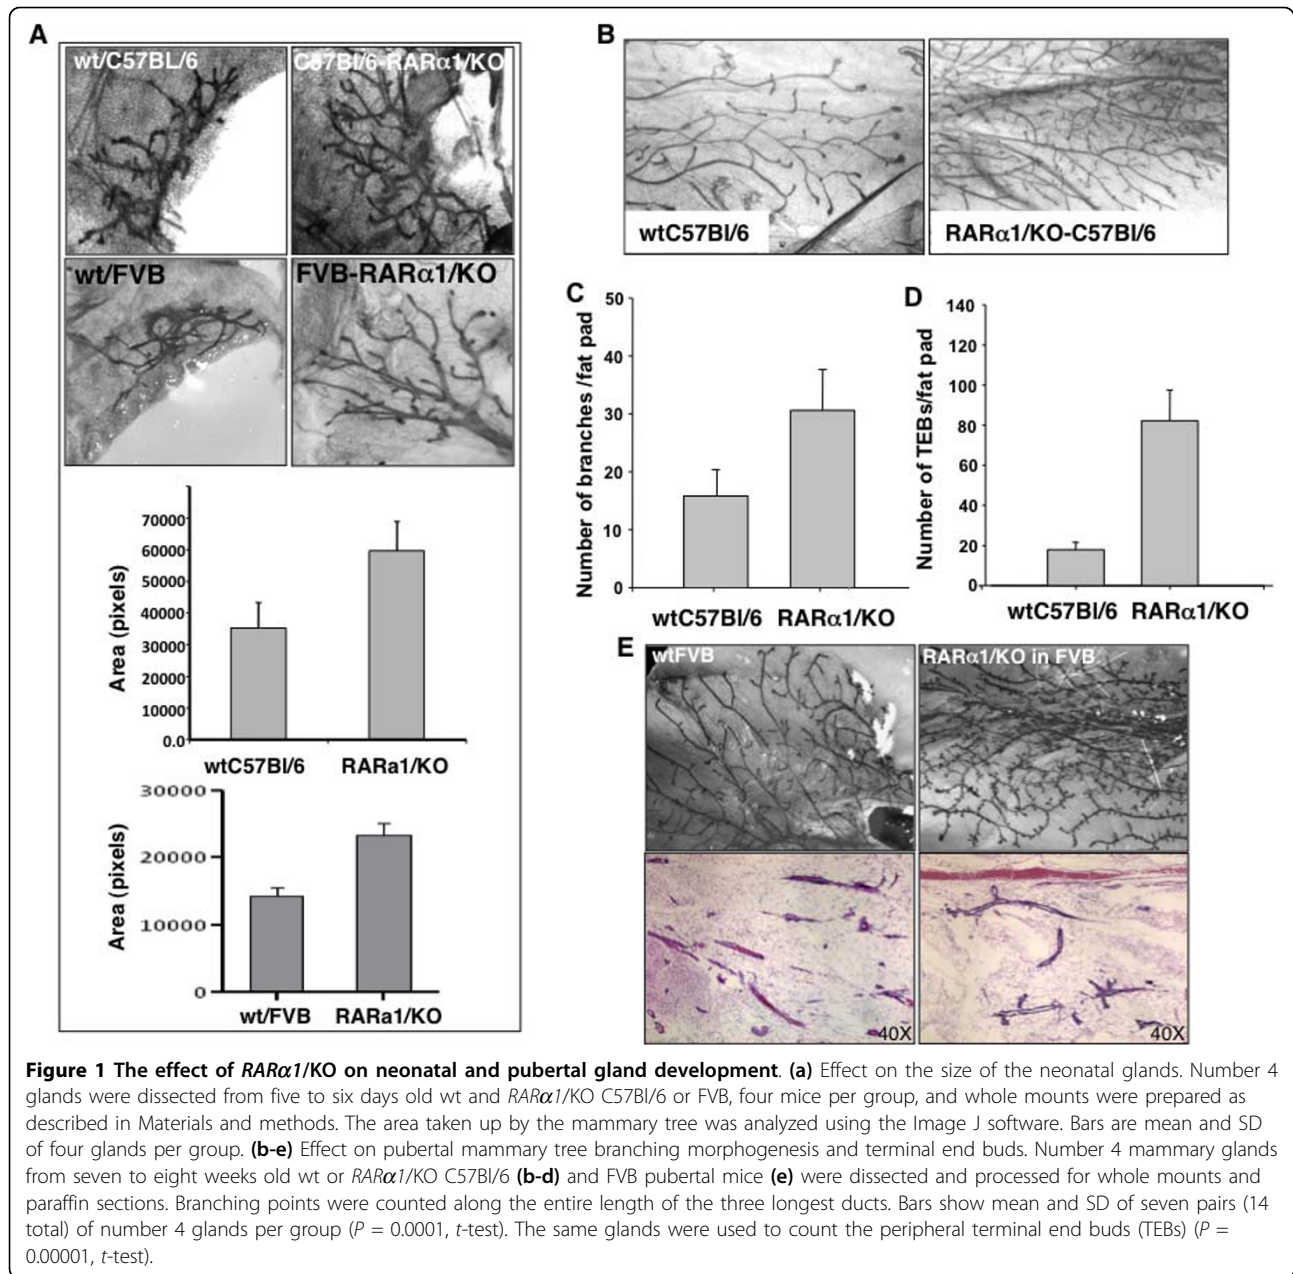 A
wt/C57BL/6
C57Bl/6-RARα1/KO
wt/FVB
FVB-RARα1/KO
Area (pixels)
70000
60000
50000
40000
30000
20000
10000
0.0
wtC57Bl/6 RARa1/KO
Area (pixels)
30000
20000
10000
0
wt/FVB RARa1/KO
B
wtC57Bl/6
RARα1/KO-C57Bl/6
C
Number of branches /fat pad
50
40
30
20
10
0
wtC57Bl/6 RARα1/KO
D
Number of TEBs/fat pad
140
120
100
80
60
40
20
0
wtC57Bl/6 RARα1/KO
E
wtFVB
RARα1/KO in FVB
40X
40X
Figure 1 The effect of RARα1/KO on neonatal and pubertal gland development. (a) Effect on the size of the neonatal glands. Number 4
glands were dissected from five to six days old wt and RARα1/KO C57Bl/6 or FVB, four mice per group, and whole mounts were prepared as
described in Materials and methods. The area taken up by the mammary tree was analyzed using the Image J software. Bars are mean and SD
of four glands per group. (b-e) Effect on pubertal mammary tree branching morphogenesis and terminal end buds. Number 4 mammary glands
from seven to eight weeks old wt or RARα1/KO C57Bl/6 (b-d) and FVB pubertal mice (e) were dissected and processed for whole mounts and
paraffin sections. Branching points were counted along the entire length of the three longest ducts. Bars show mean and SD of seven pairs (14
total) of number 4 glands per group (P = 0.0001, t-test). The same glands were used to count the peripheral terminal end buds (TEBs) (P =
0.00001, t-test).